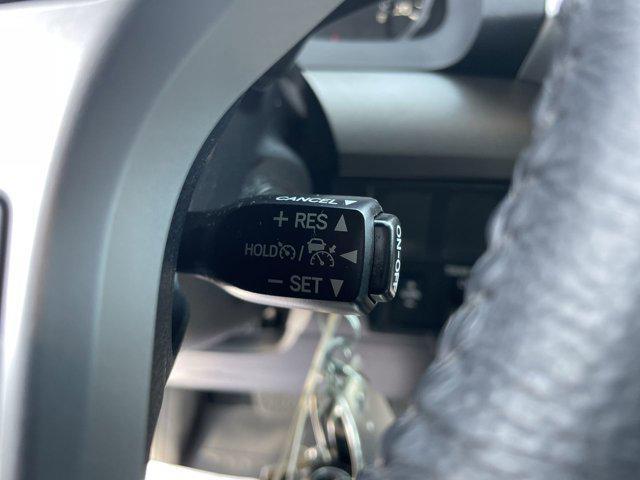 CANCEL ▼
+ RES ▲
HOLD / ◀
− SET ▼
ON-OFF